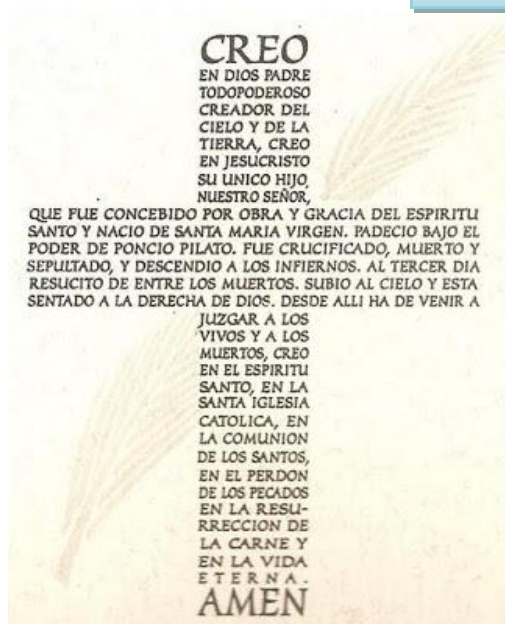 CREO
EN DIOS PADRE
TODOPODEROSO
CREADOR DEL
CIELO Y DE LA
TIERRA, CREO
EN JESUCRISTO
SU UNICO HIJO,
NUESTRO SEÑOR,
QUE FUE CONCEBIDO POR OBRA Y GRACIA DEL ESPIRITU
SANTO Y NACIO DE SANTA MARIA VIRGEN. PADECIO BAJO EL
PODER DE PONCIO PILATO. FUE CRUCIFICADO, MUERTO Y
SEPULTADO, Y DESCENDIO A LOS INFIERNOS. AL TERCER DIA
RESUCITO DE ENTRE LOS MUERTOS. SUBIO AL CIELO Y ESTA
SENTADO A LA DERECHA DE DIOS. DESDE ALLI HA DE VENIR A
JUZGAR A LOS
VIVOS Y A LOS
MUERTOS, CREO
EN EL ESPIRITU
SANTO, EN LA
SANTA IGLESIA
CATOLICA, EN
LA COMUNION
DE LOS SANTOS,
EN EL PERDON
DE LOS PECADOS
EN LA RESU-
RRECCION DE
LA CARNE Y
EN LA VIDA
ETERNA.
AMEN